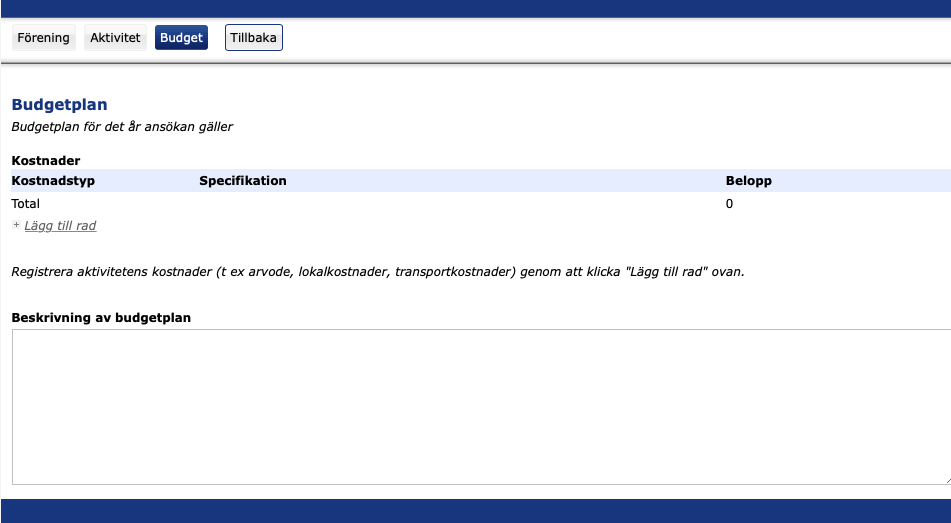 Förening Aktivitet Budget Tillbaka
Budgetplan
Budgetplan för det år ansökan gäller
Kostnader
Kostnadstyp Specifikation Belopp
Total 0
+ Lägg till rad
Registrera aktivitetens kostnader (t ex arvode, lokalkostnader, transportkostnader) genom att klicka "Lägg till rad" ovan.
Beskrivning av budgetplan